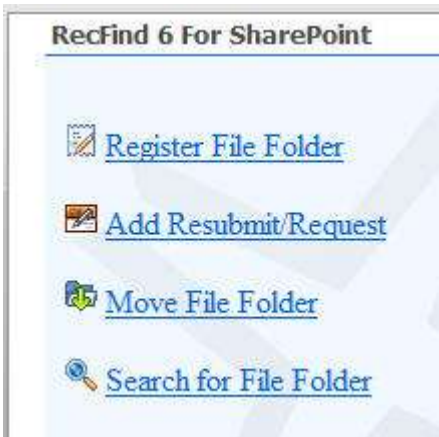 RecFind 6 For SharePoint
Register File Folder
Add Resubmit/Request
Move File Folder
Search for File Folder